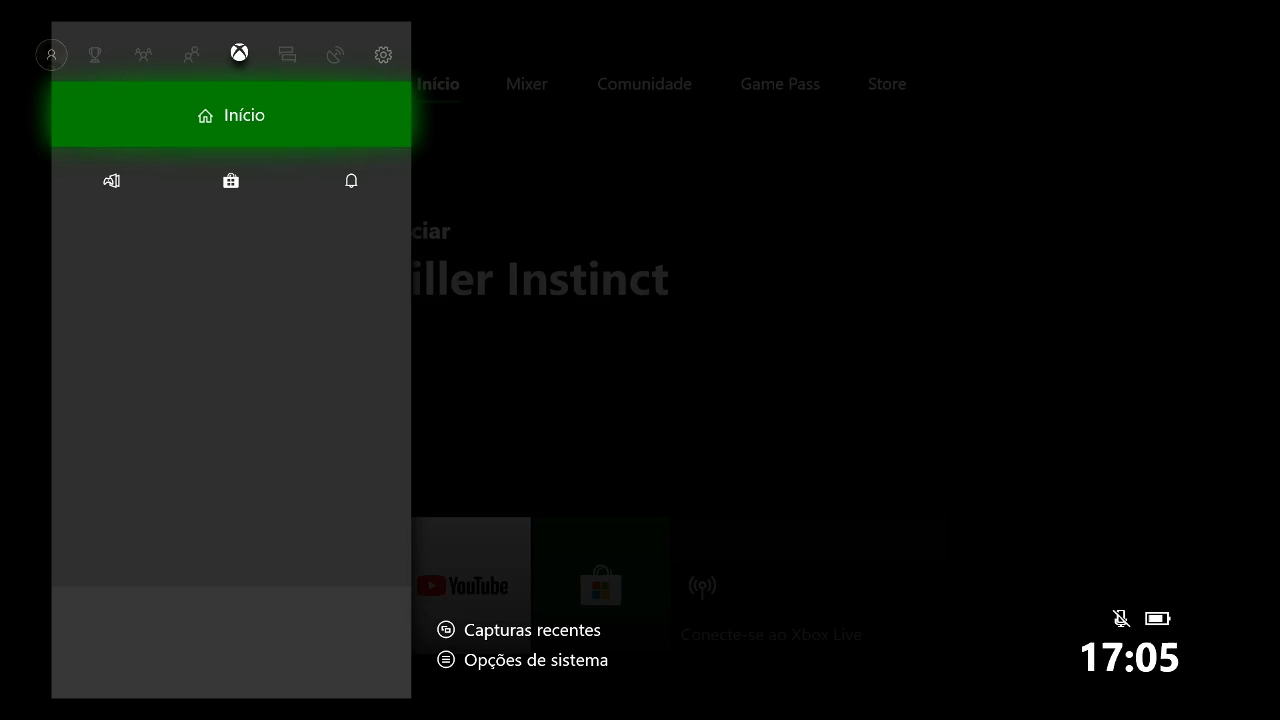 Início
Mixer
Comunidade
Game Pass
Store
Início
ciar
iller Instinct
YouTube
Conecte-se ao Xbox Live
Capturas recentes
Opções de sistema
17:05